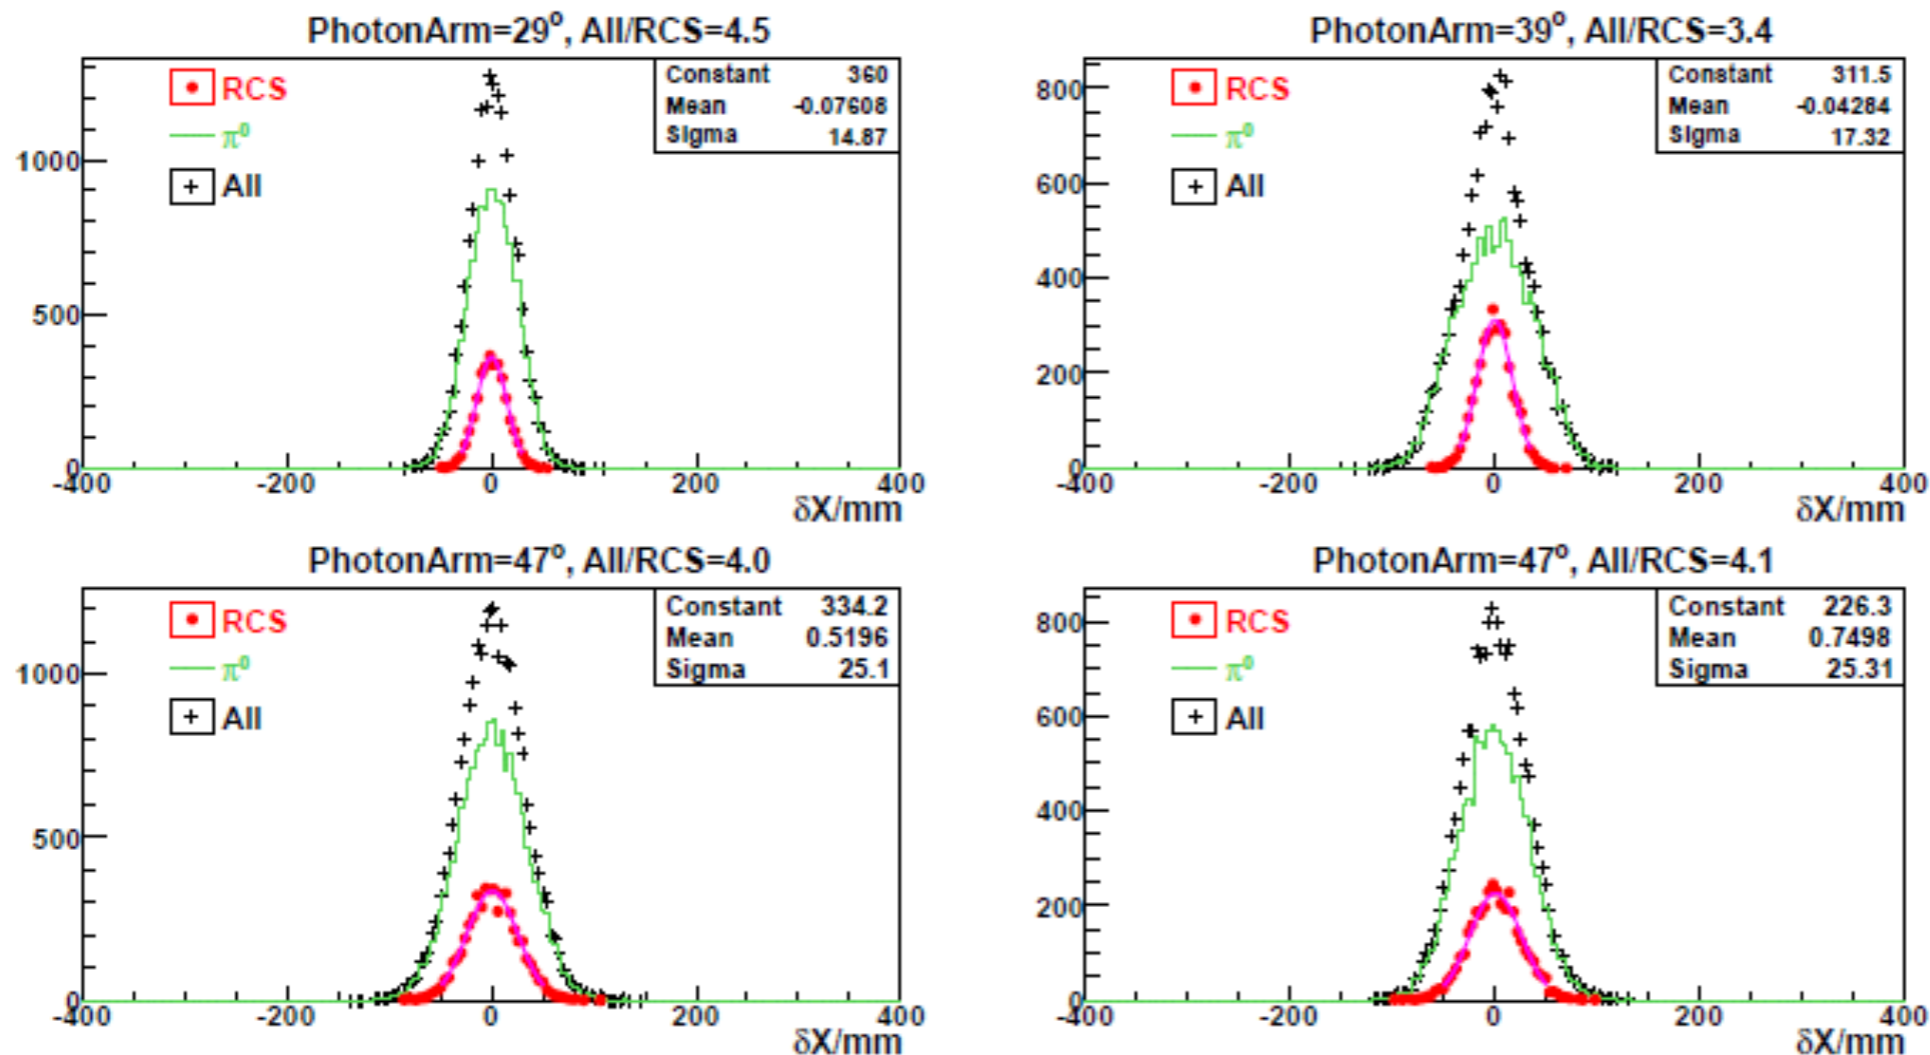 PhotonArm=29°, All/RCS=4.5
RCS
π⁰
All
Constant 360
Mean -0.07608
Sigma 14.87
1000
500
0
-400 -200 0 200 400
δX/mm
PhotonArm=39°, All/RCS=3.4
RCS
π⁰
All
Constant 311.5
Mean -0.04284
Sigma 17.32
800
600
400
200
0
-400 -200 0 200 400
δX/mm
PhotonArm=47°, All/RCS=4.0
RCS
π⁰
All
Constant 334.2
Mean 0.5196
Sigma 25.1
1000
500
0
-400 -200 0 200 400
δX/mm
PhotonArm=47°, All/RCS=4.1
RCS
π⁰
All
Constant 226.3
Mean 0.7498
Sigma 25.31
800
600
400
200
0
-400 -200 0 200 400
δX/mm